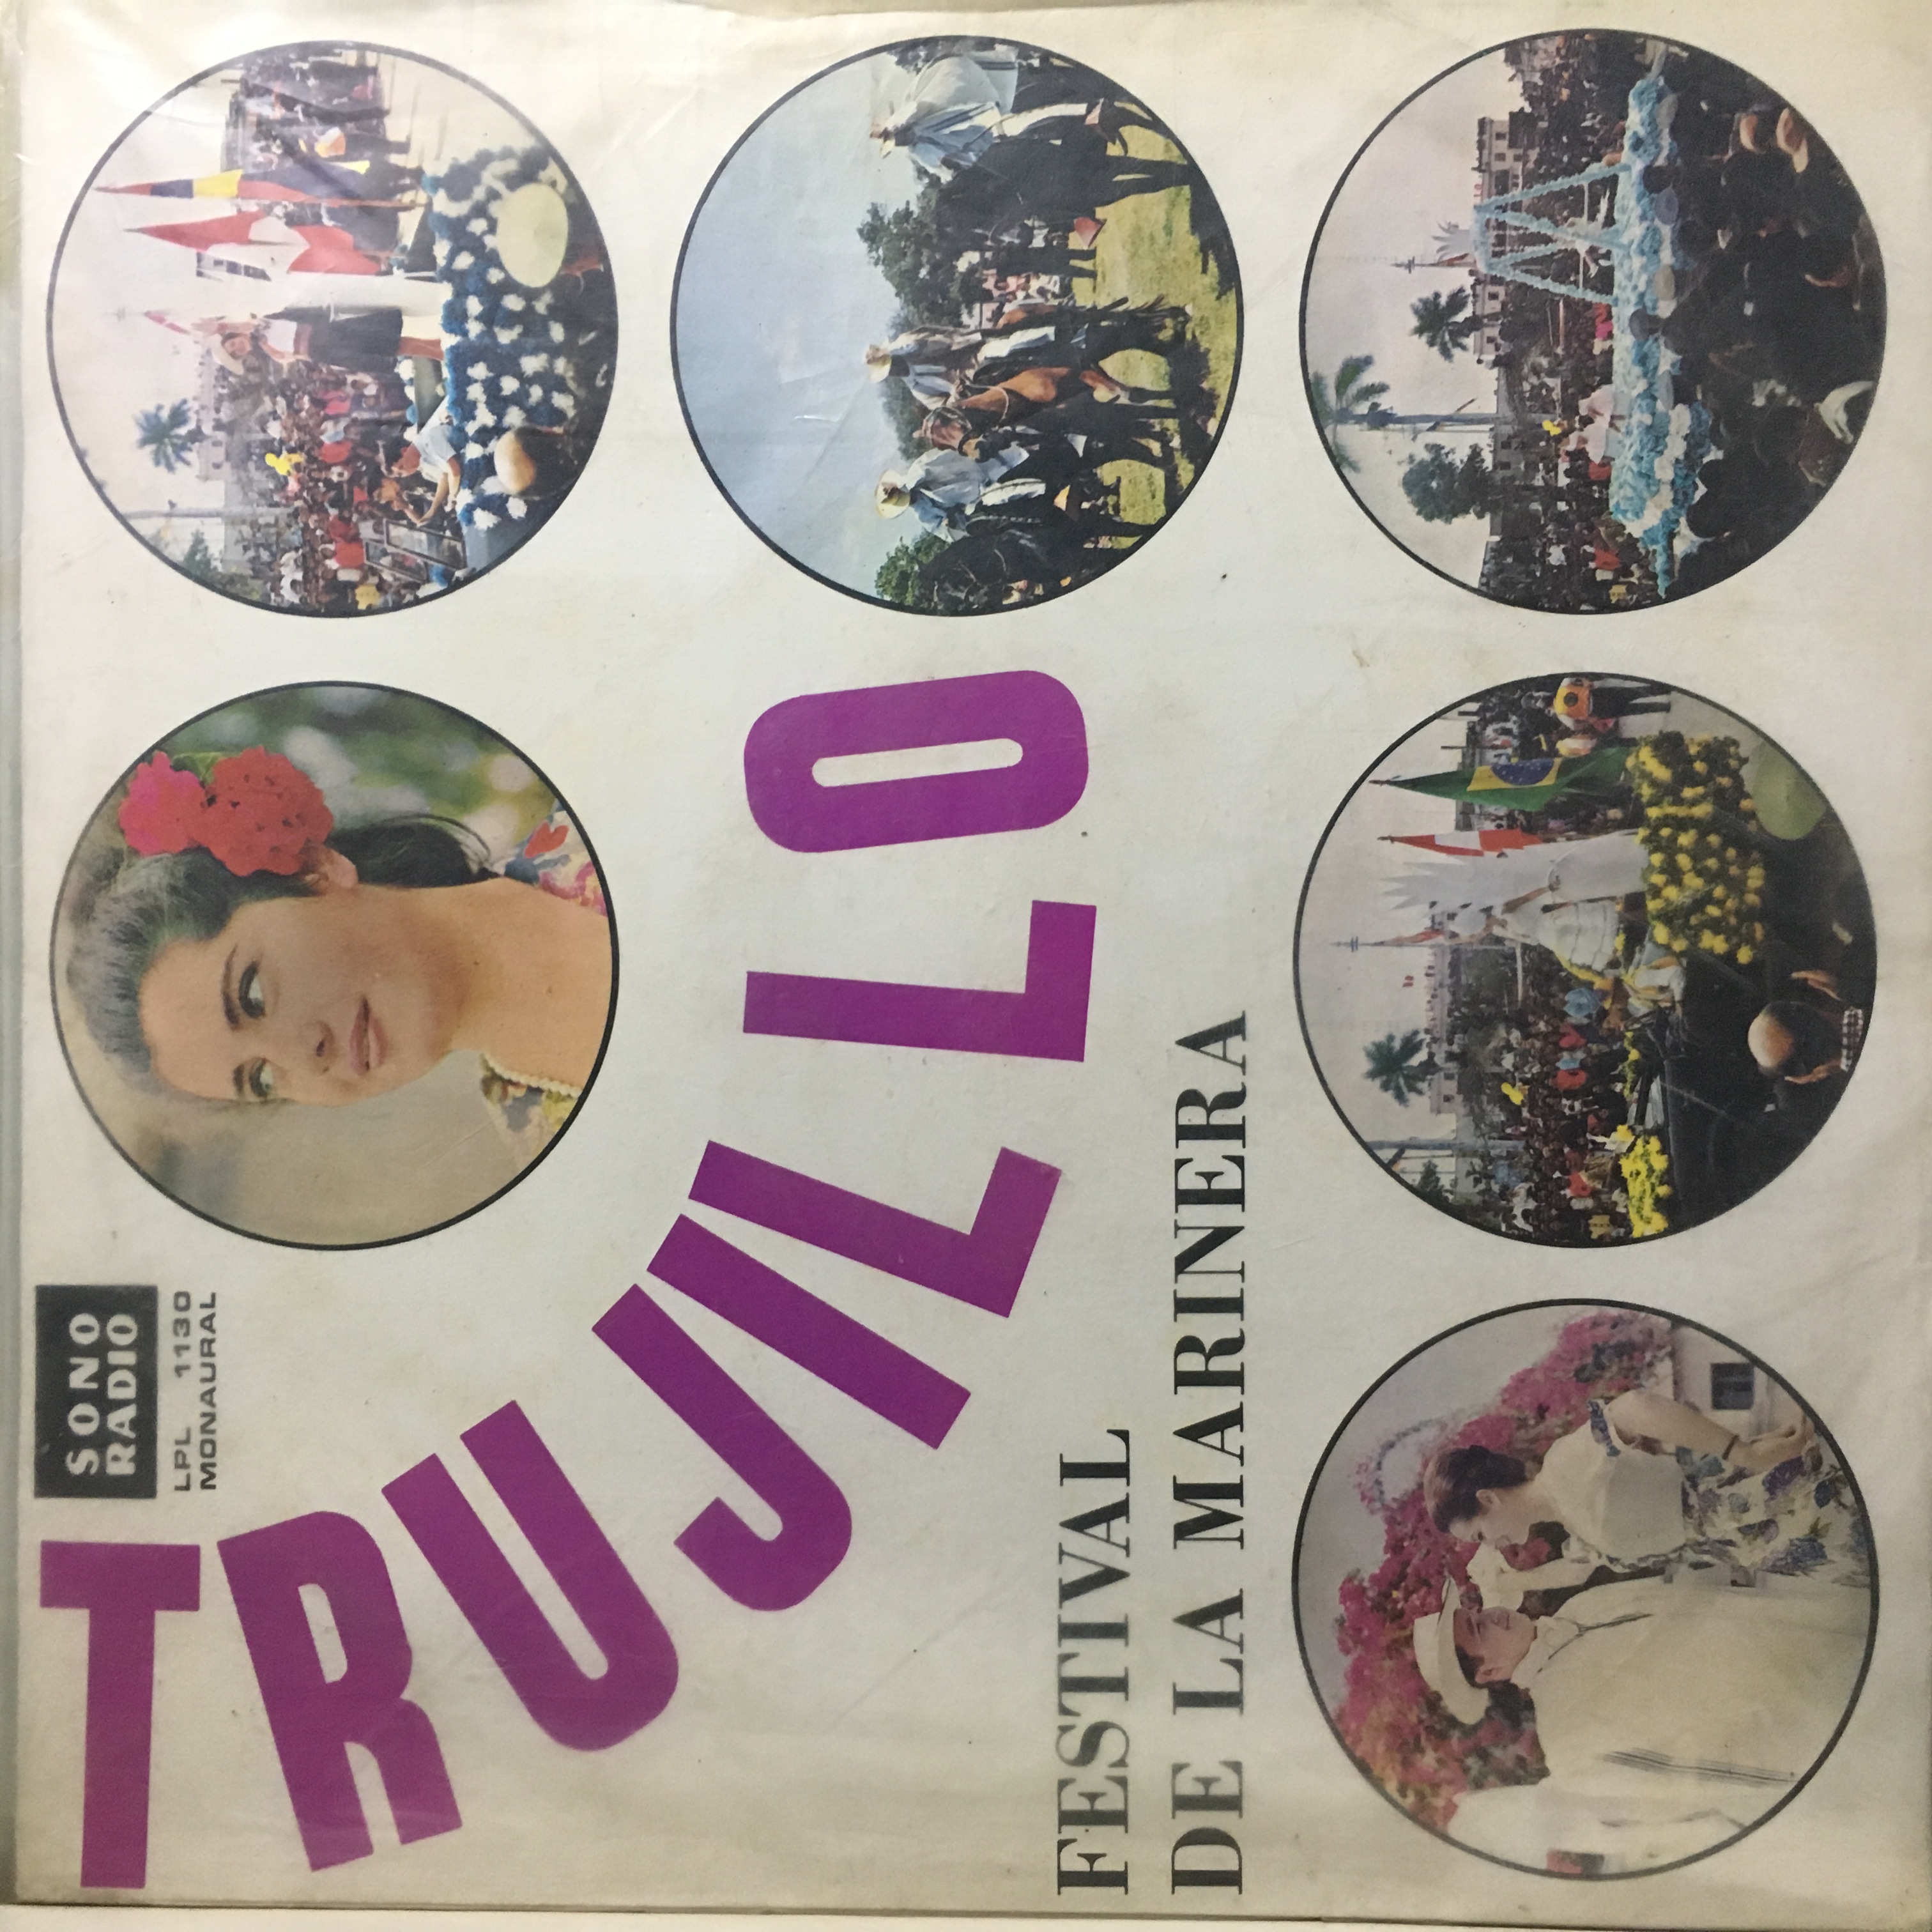 SONO
RADIO
LPL 1130
MONAURAL
TRUJILLO
FESTIVAL
DE LA MARINERA